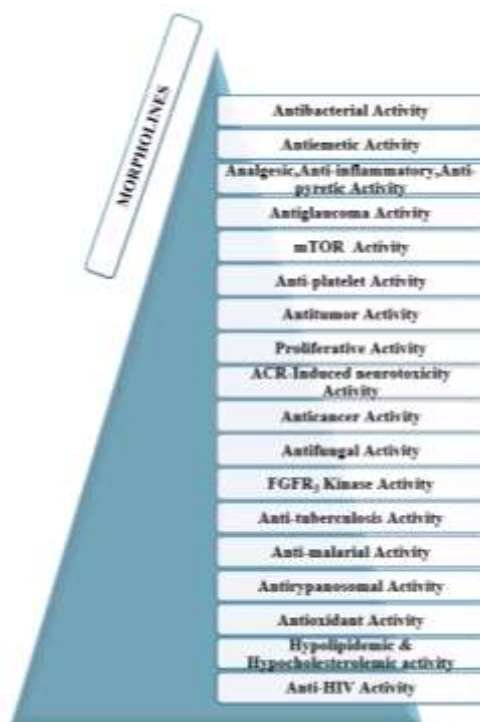 MORPHOLINES
Antibacterial Activity
Antiemetic Activity
Analgesic,Anti-inflammatory,Anti-
pyretic Activity
Antiglaucoma Activity
mTOR Activity
Anti-platelet Activity
Antitumor Activity
Proliferative Activity
ACR-Induced neurotoxicity
Activity
Anticancer Activity
Antifungal Activity
FGFR₂ Kinase Activity
Anti-tuberculosis Activity
Anti-malarial Activity
Antirypanosomal Activity
Antioxidant Activity
Hypolipidemic &
Hypocholesterolemic activity
Anti-HIV Activity